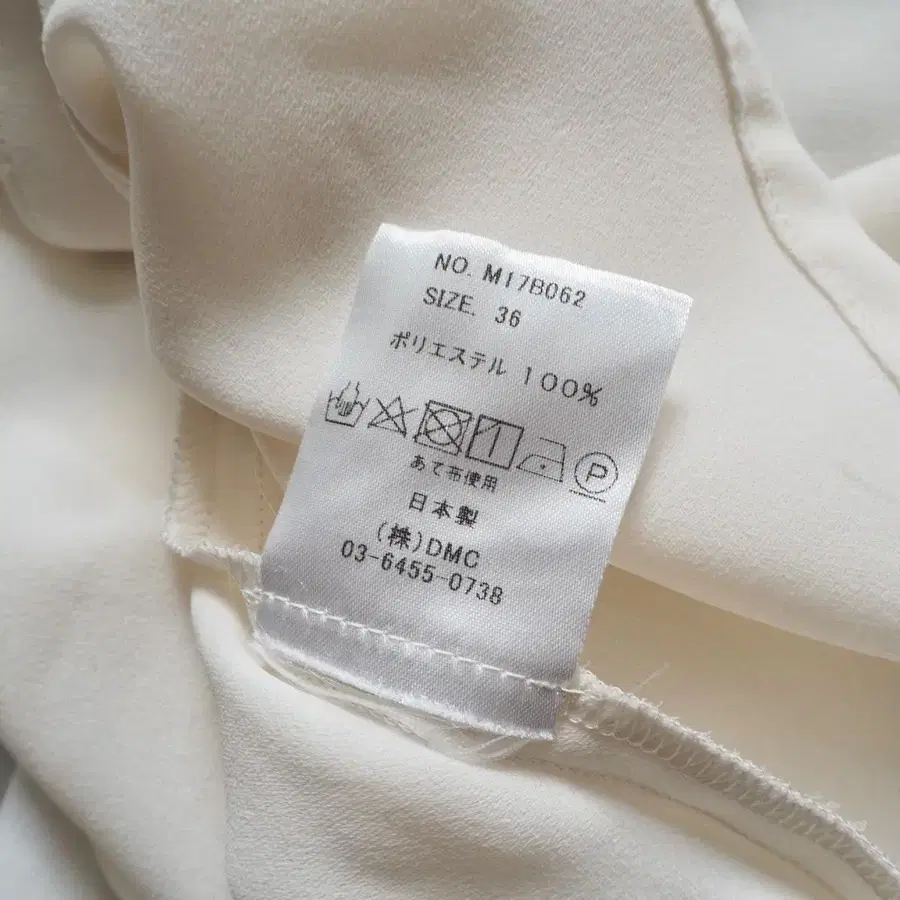 NO. M17B062
SIZE. 36
ポリエステル 100%
P
あて布使用
日本製
(株)DMC
03-6455-0738